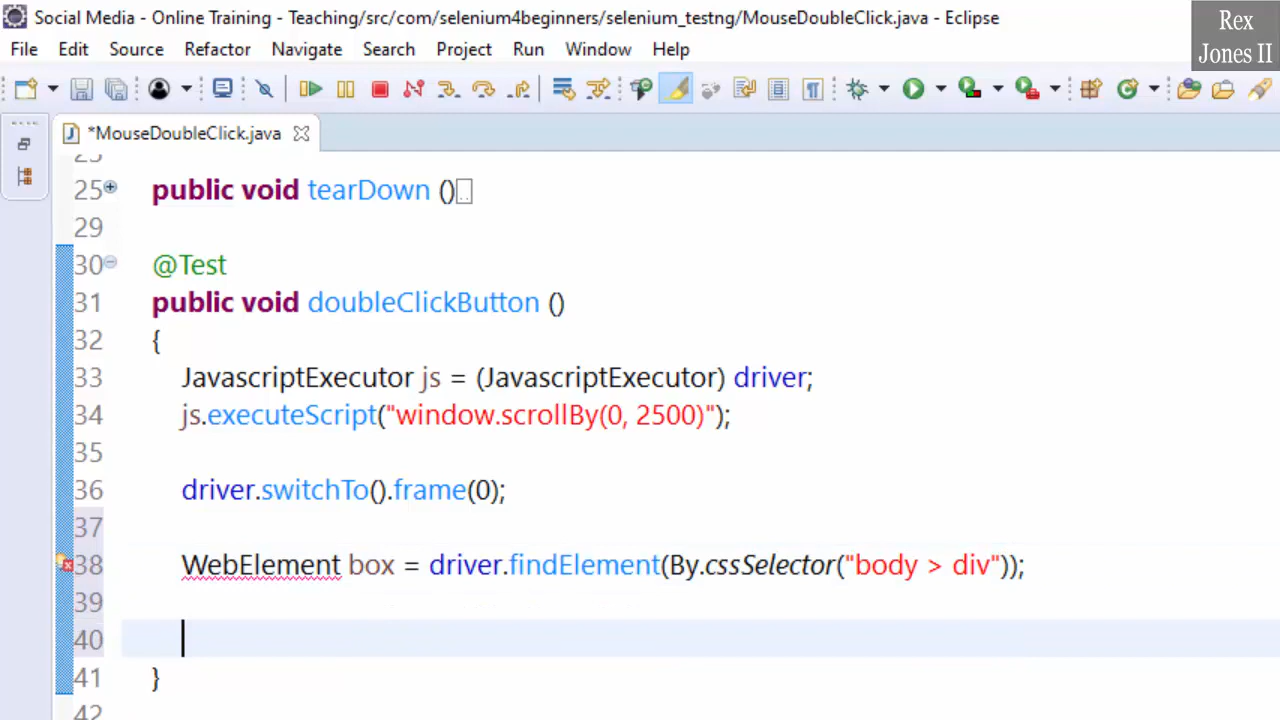 Social Media - Online Training - Teaching/src/com/selenium4beginners/selenium_testng/MouseDoubleClick.java - Eclipse
Rex
Jones II
File Edit Source Refactor Navigate Search Project Run Window Help
*MouseDoubleClick.java
25
25 public void tearDown ()
29
30 @Test
31 public void doubleClickButton ()
32 {
33 JavascriptExecutor js = (JavascriptExecutor) driver;
34 js.executeScript("window.scrollBy(0, 2500)");
35
36 driver.switchTo().frame(0);
37
38 WebElement box = driver.findElement(By.cssSelector("body > div"));
39
40
41 }
42